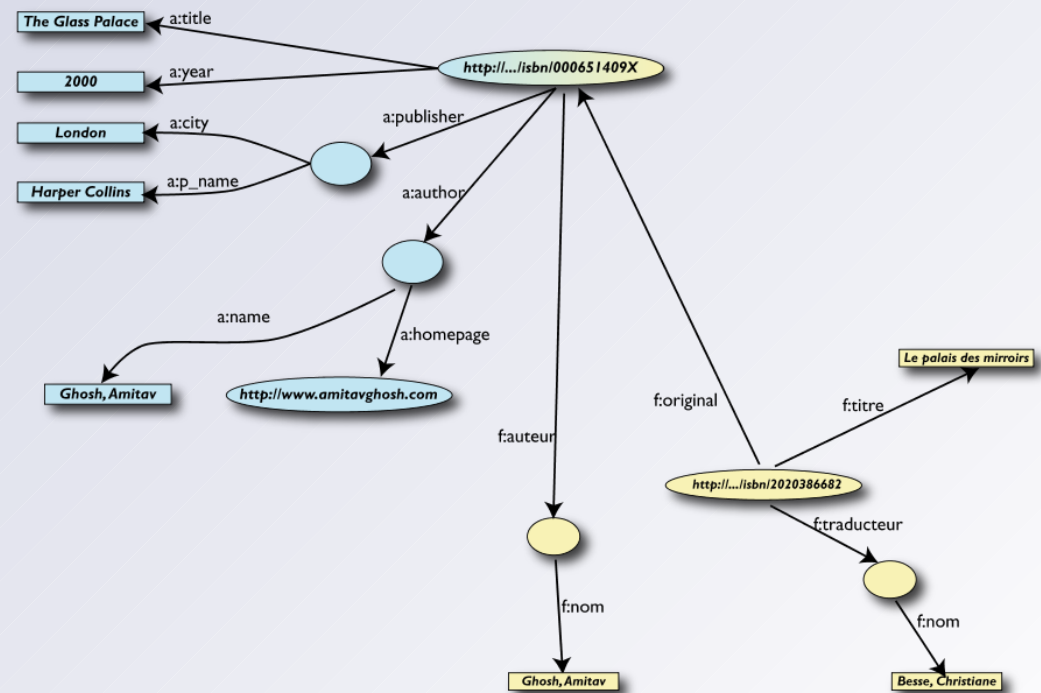 The Glass Palace
a:title
http://.../isbn/000651409X
2000
a:year
London
a:city
a:publisher
Harper Collins
a:p_name
a:author
a:name
a:homepage
Ghosh, Amitav
http://www.amitavghosh.com
Le palais des mirroirs
f:original
f:titre
f:auteur
http://.../isbn/2020386682
f:traducteur
f:nom
f:nom
Ghosh, Amitav
Besse, Christiane